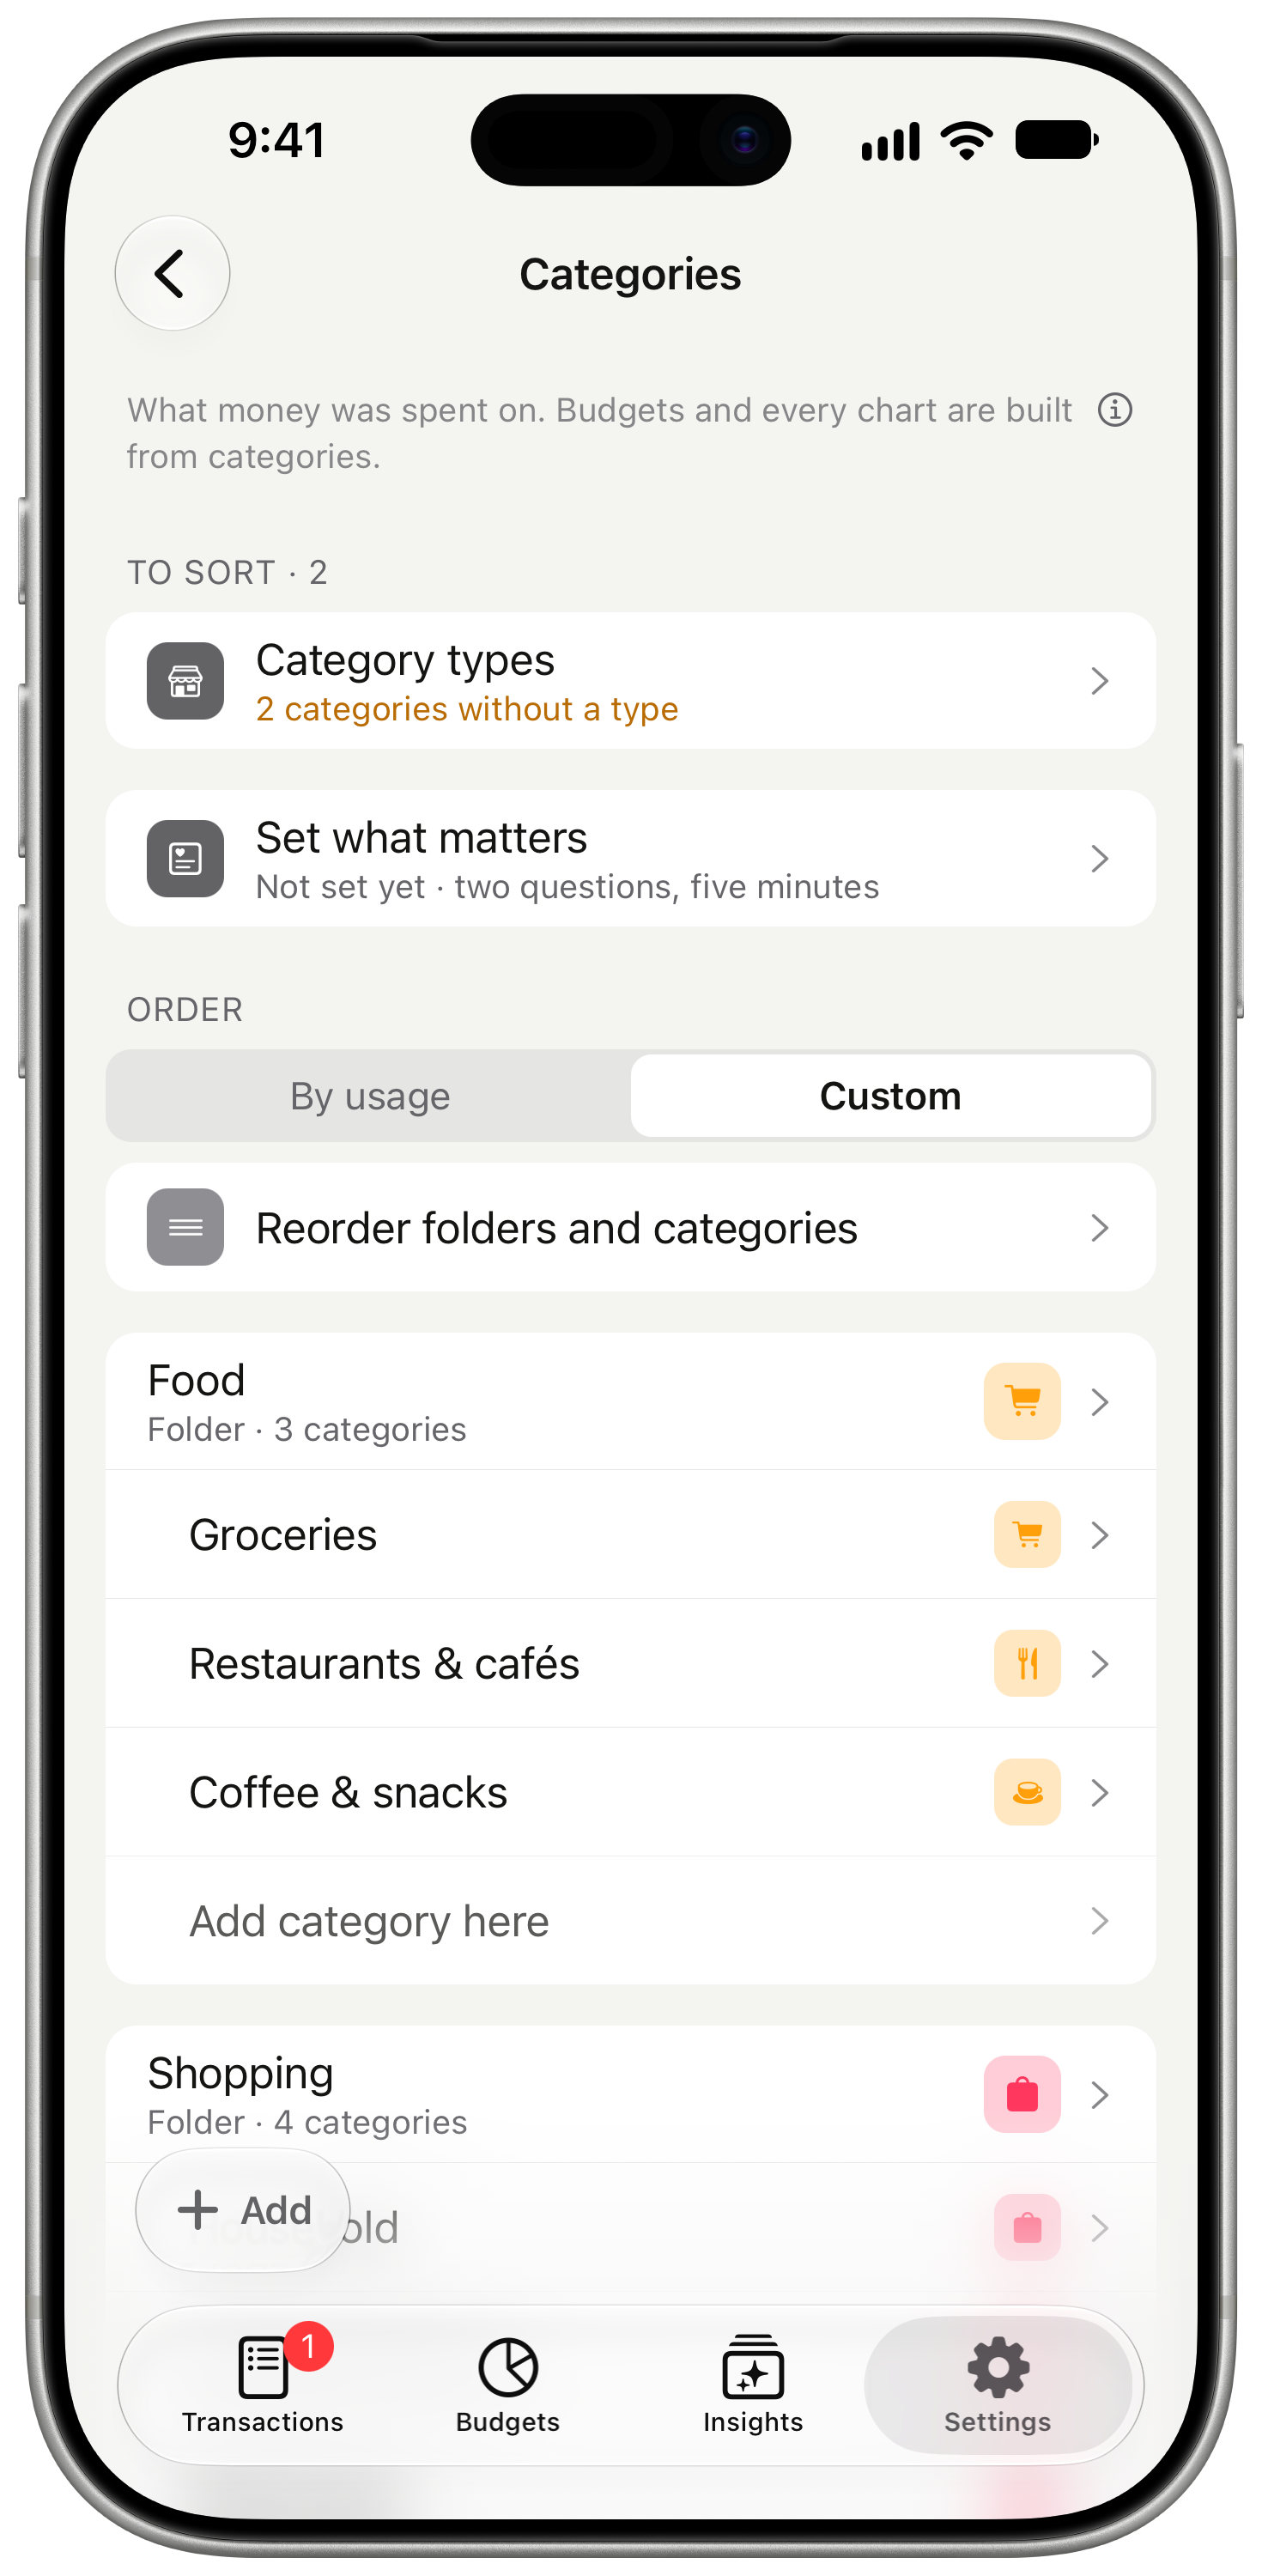 9:41
Categories
What money was spent on. Budgets and every chart are built
from categories.
TO SORT · 2
Category types
2 categories without a type
Set what matters
Not set yet · two questions, five minutes
ORDER
By usage
Custom
Reorder folders and categories
Food
Folder · 3 categories
Groceries
Restaurants & cafés
Coffee & snacks
Add category here
Shopping
Folder · 4 categories
Add
1
Transactions
Budgets
Insights
Settings